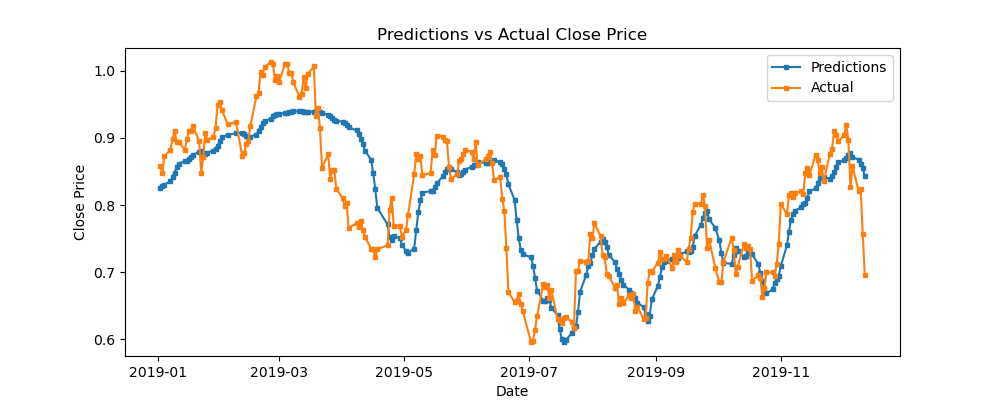 Predictions vs Actual Close Price
Predictions
Actual
Close Price
1.0
0.9
0.8
0.7
0.6
2019-01
2019-03
2019-05
2019-07
2019-09
2019-11
Date